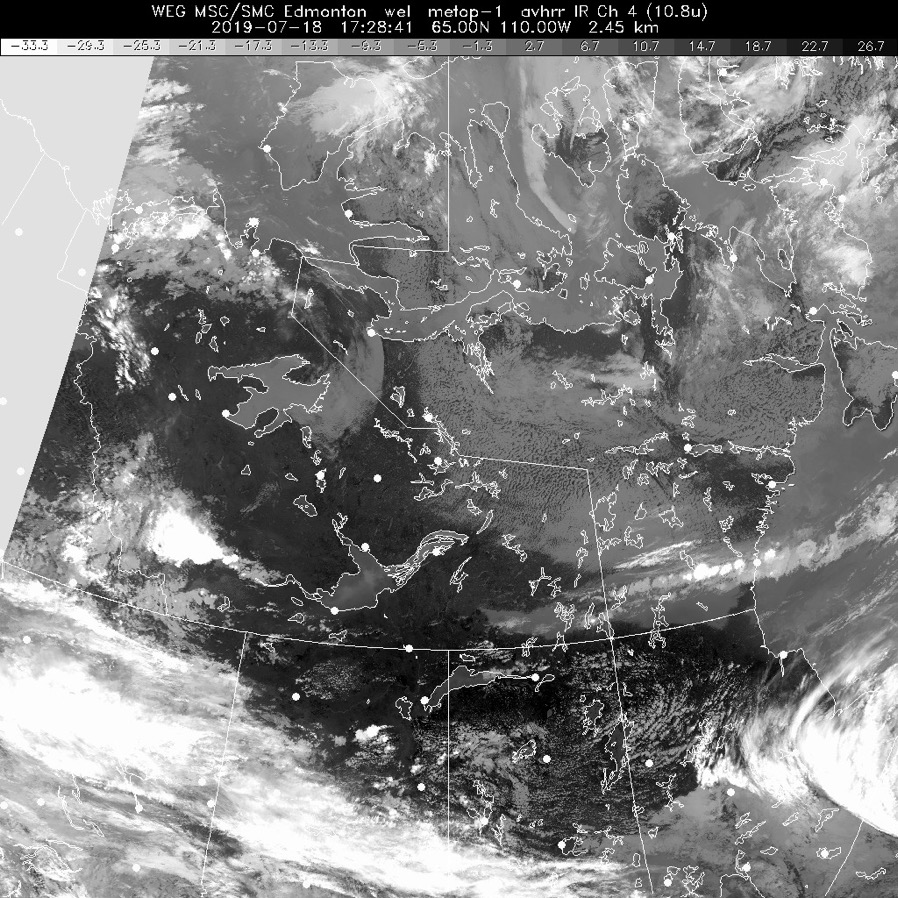 WEG MSC/SMC Edmonton wel metop-1 avhrr IR Ch 4 (10.8u)
2019-07-18 17:28:41 65.00N 110.00W 2.45 km
-33.3 -29.3 -25.3 -21.3 -17.3 -13.3 -9.3 -5.3 -1.3 2.7 6.7 10.7 14.7 18.7 22.7 26.7